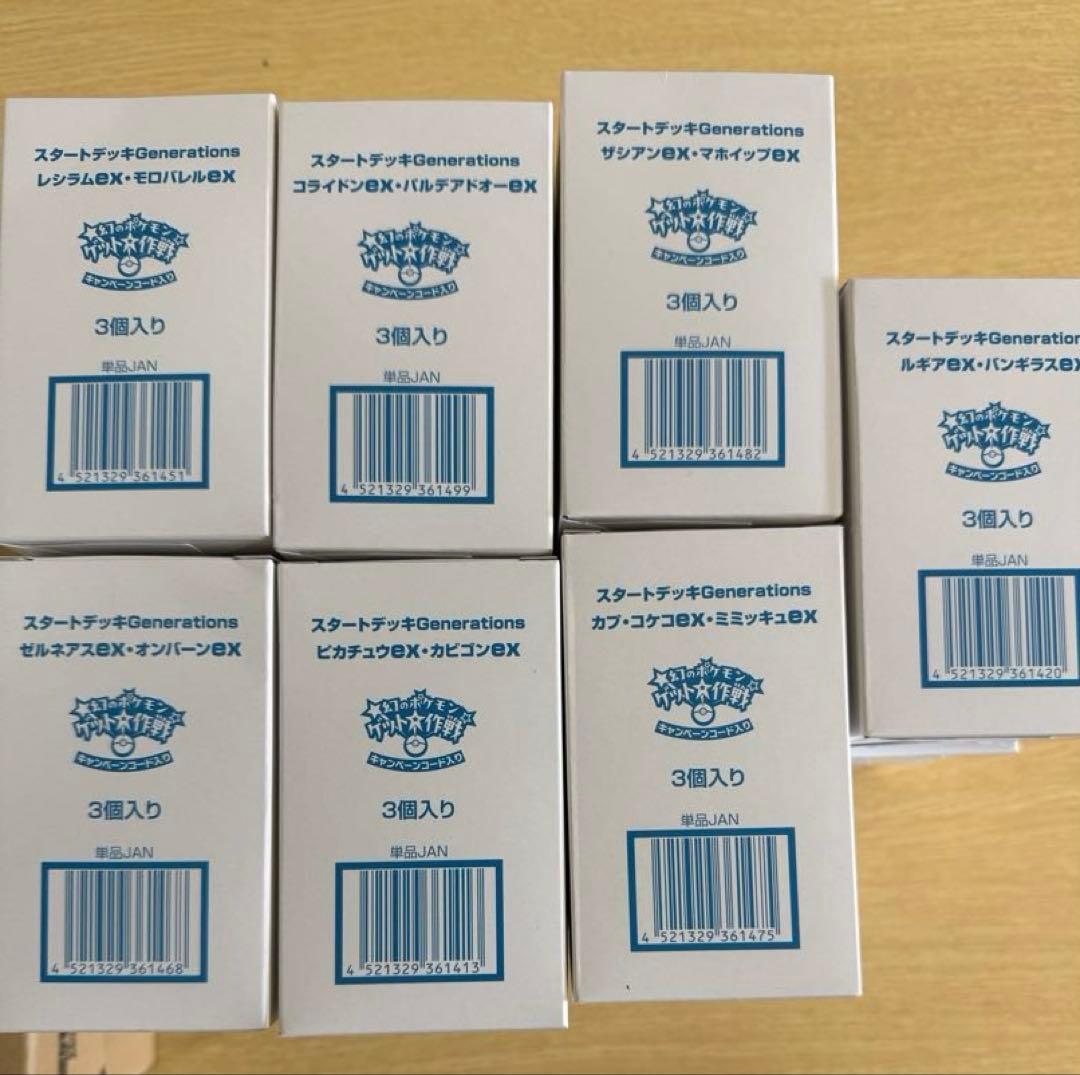 スタートデッキGenerations
レシラムex・モロバレルex
幻のポケモン
ゲット大作戦
キャンペーンコード入り
3個入り
単品JAN
4 521329 361451
スタートデッキGenerations
コライドンex・パルデアドオーex
幻のポケモン
ゲット大作戦
キャンペーンコード入り
3個入り
単品JAN
4 521329 361499
スタートデッキGenerations
ザシアンex・マホイップex
幻のポケモン
ゲット大作戦
キャンペーンコード入り
3個入り
単品JAN
4 521329 361482
スタートデッキGeneration
ルギアex・バンギラスex
幻のポケモン
ゲット大作戦
キャンペーンコード入り
3個入り
単品JAN
4 521329 361420
スタートデッキGenerations
ゼルネアスex・オンバーンex
幻のポケモン
ゲット大作戦
キャンペーンコード入り
3個入り
単品JAN
4 521329 361468
スタートデッキGenerations
ピカチュウex・カビゴンex
幻のポケモン
ゲット大作戦
キャンペーンコード入り
3個入り
単品JAN
4 521329 361413
スタートデッキGenerations
カプ・コケコex・ミミッキュex
幻のポケモン
ゲット大作戦
キャンペーンコード入り
3個入り
単品JAN
4 521329 361475